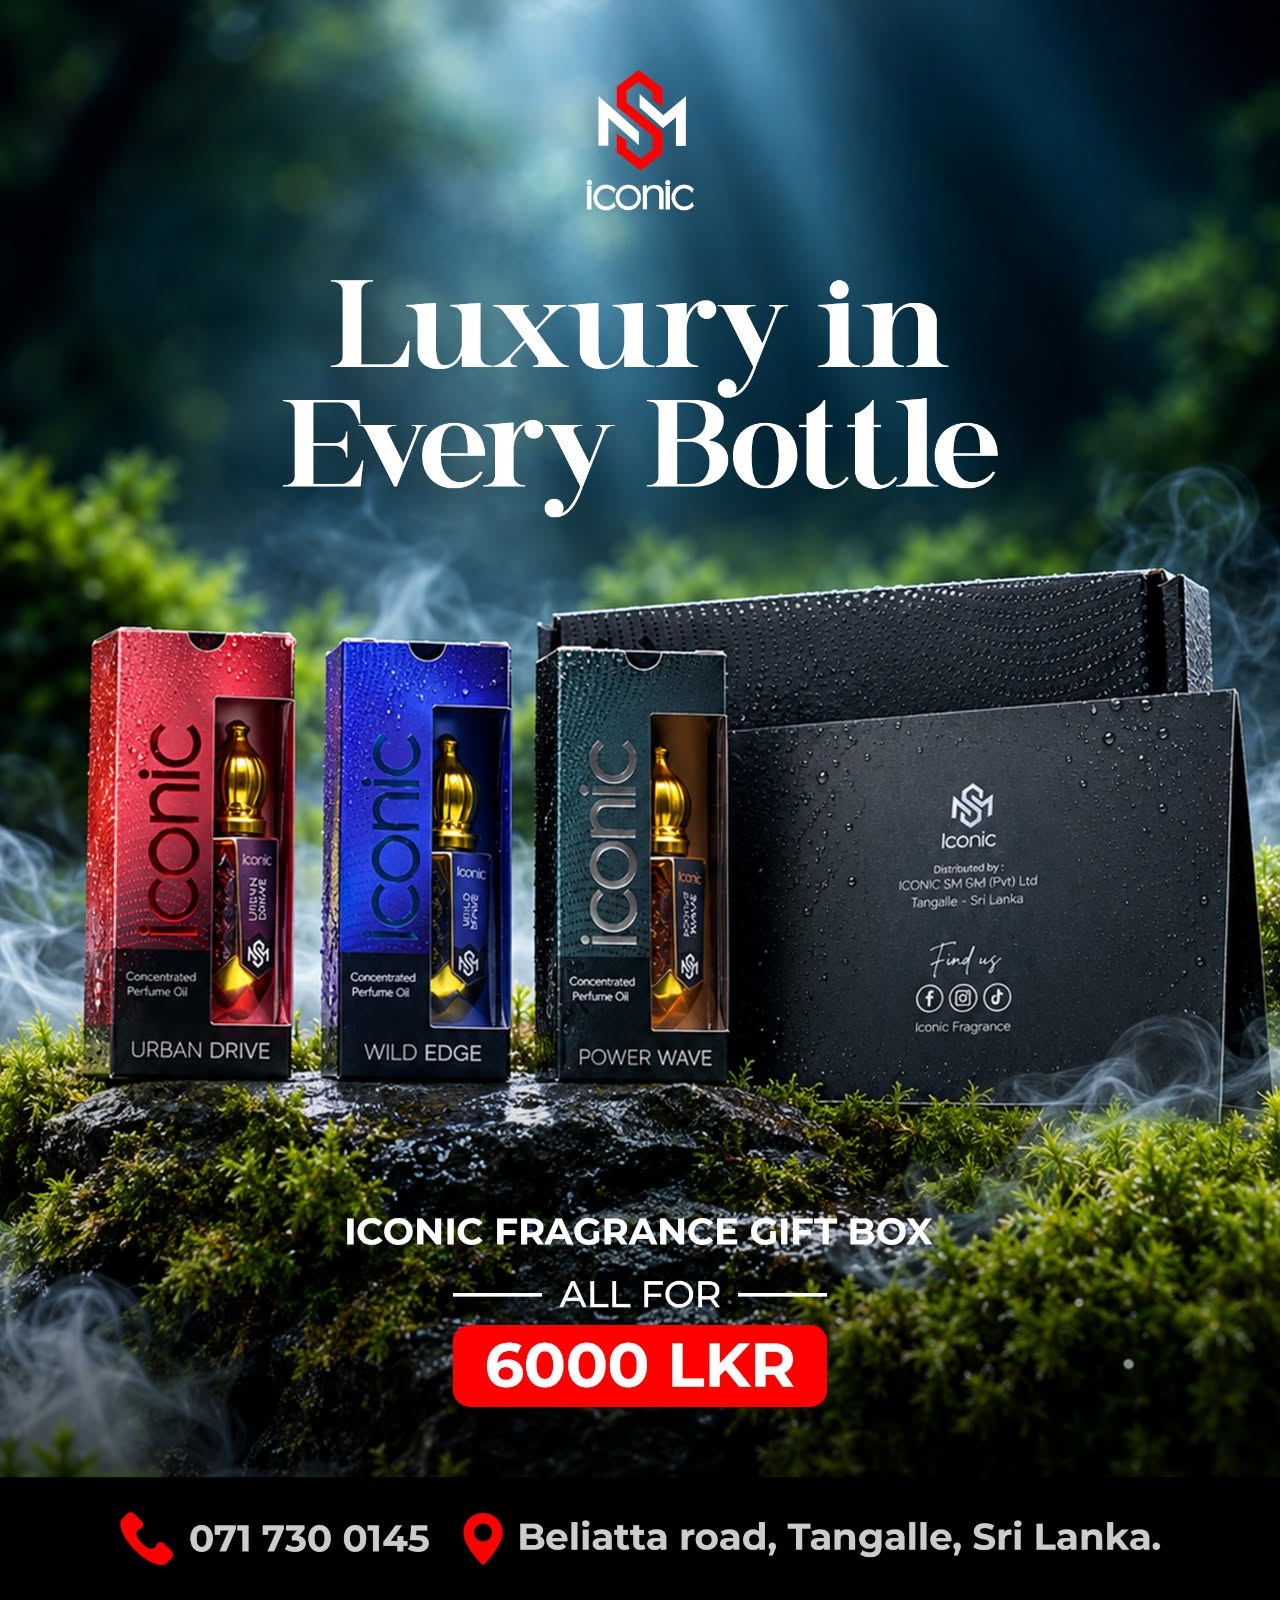 NSM
iconic
Luxury in
Every Bottle
iconic
Concentrated
Perfume Oil
URBAN DRIVE
iconic
iconic
Concentrated
Perfume Oil
WILD EDGE
iconic
iconic
Concentrated
Perfume Oil
POWER WAVE
iconic
Iconic
Distributed by :
Tangalle - Sri Lanka
Find us
Iconic Fragrance
ICONIC FRAGRANCE GIFT BOX
ALL FOR
6000 LKR
071 730 0145
Beliatta road, Tangalle, Sri Lanka.